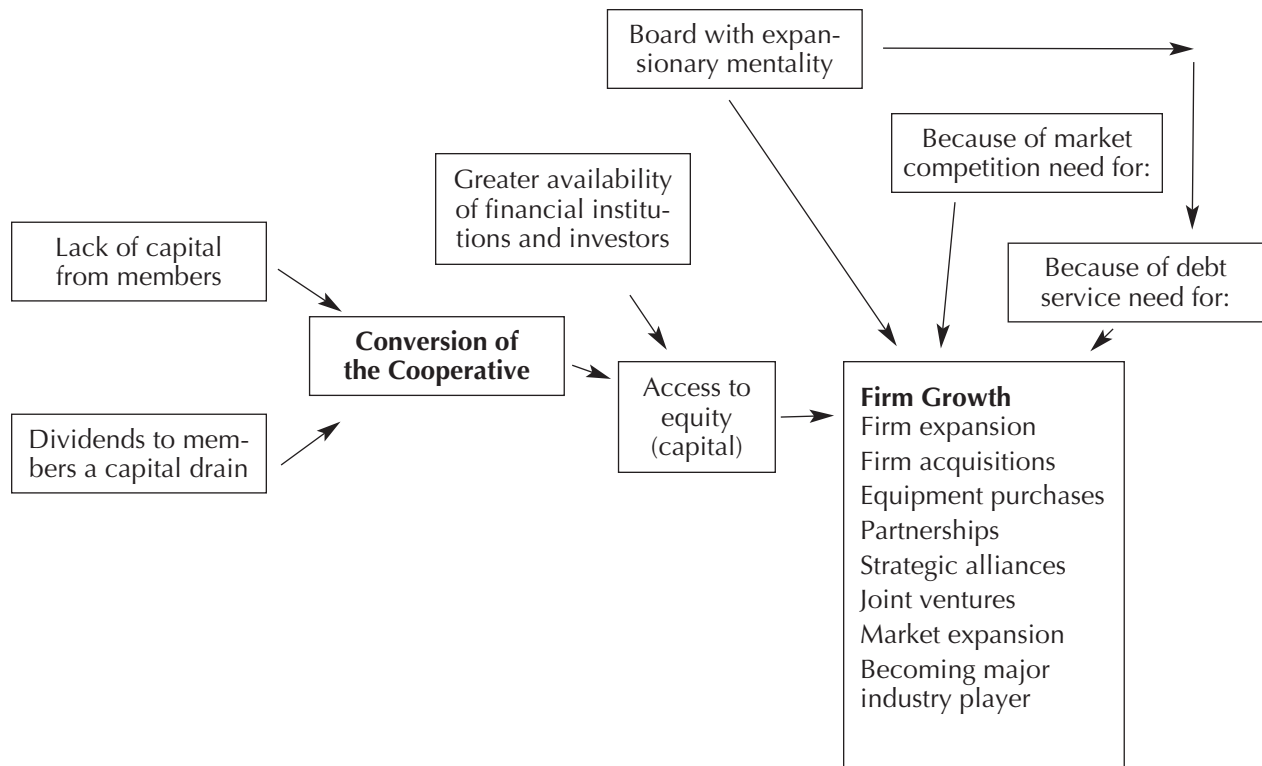 Board with expan-
sionary mentality
Because of market
competition need for:
Greater availability
of financial institu-
tions and investors
Lack of capital
from members
Because of debt
service need for:
Conversion of
the Cooperative
Access to
equity
(capital)
Dividends to mem-
bers a capital drain
Firm Growth
Firm expansion
Firm acquisitions
Equipment purchases
Partnerships
Strategic alliances
Joint ventures
Market expansion
Becoming major
industry player